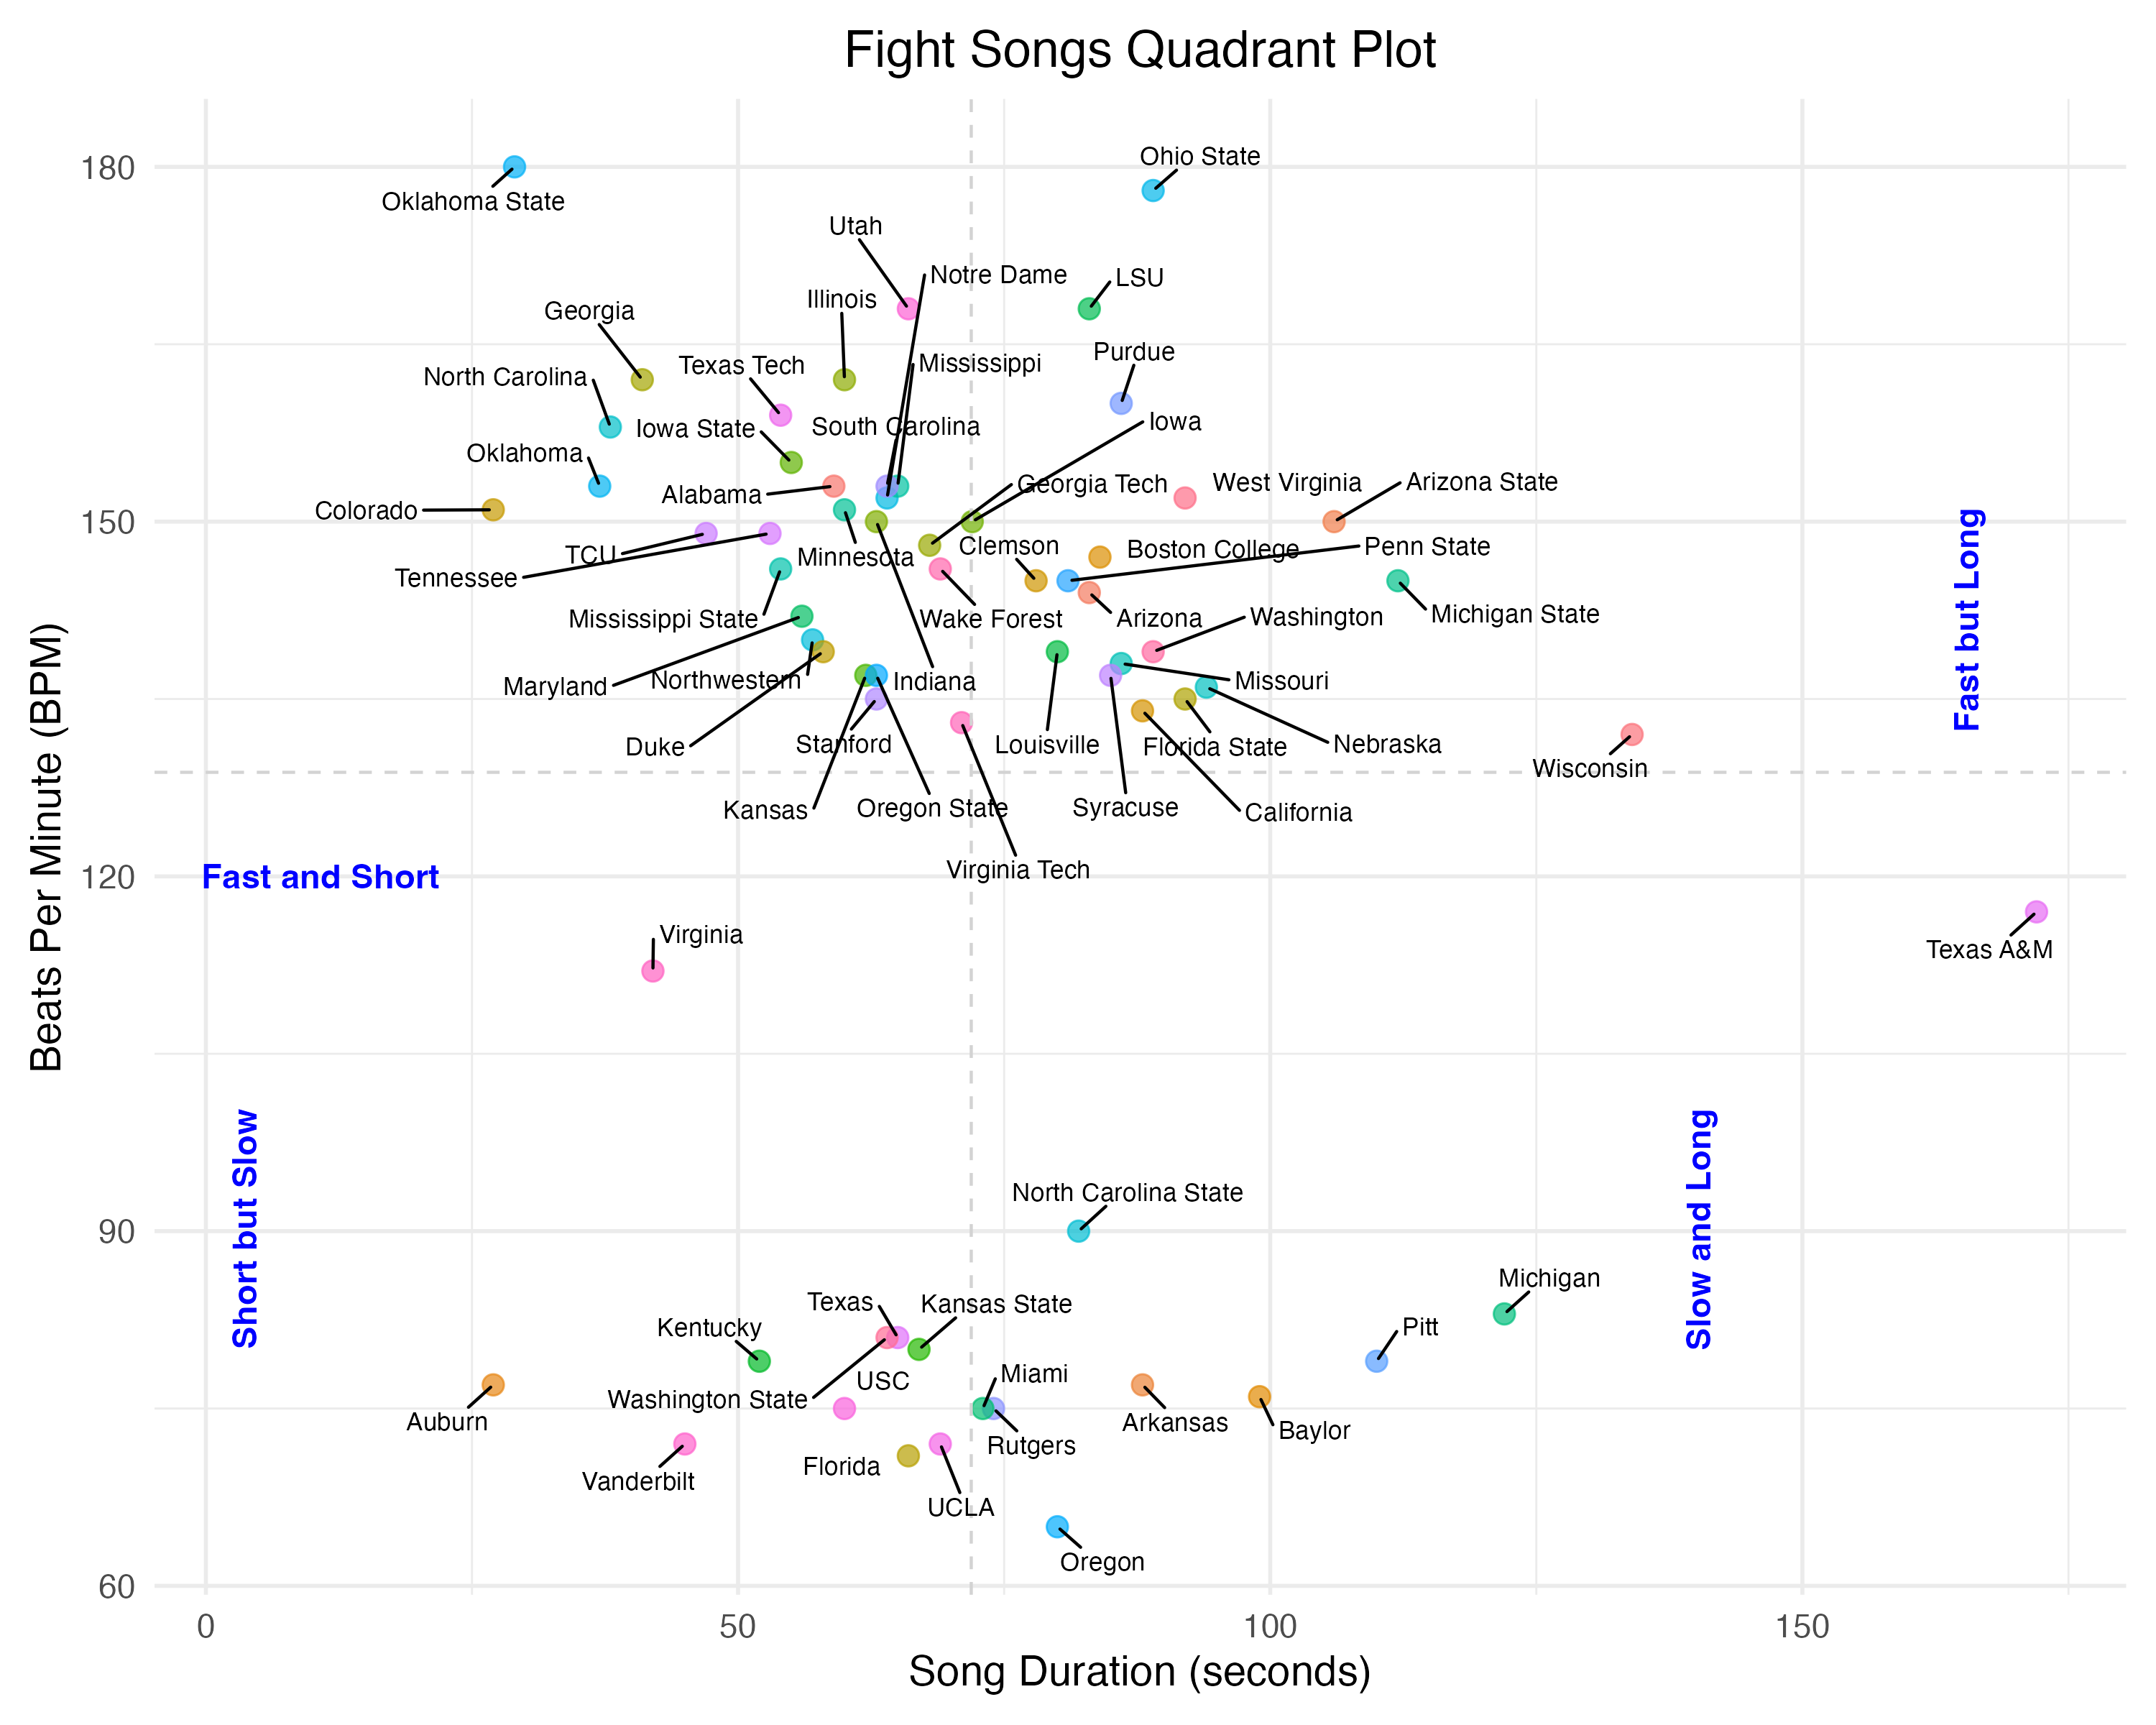 Fight Songs Quadrant Plot
Beats Per Minute (BPM)
180
150
120
90
60
Ohio State
Oklahoma State
Utah
Notre Dame
LSU
Illinois
Georgia
Purdue
Mississippi
Texas Tech
North Carolina
Iowa
South Carolina
Iowa State
Oklahoma
West Virginia
Arizona State
Georgia Tech
Alabama
Colorado
Fast but Long
Clemson
Penn State
Boston College
TCU
Minnesota
Tennessee
Michigan State
Washington
Mississippi State
Wake Forest
Arizona
Northwestern
Indiana
Missouri
Maryland
Stanford
Louisville
Nebraska
Duke
Florida State
Wisconsin
Kansas
Oregon State
Syracuse
California
Virginia Tech
Fast and Short
Virginia
Texas A&M
Short but Slow
Slow and Long
North Carolina State
Michigan
Texas
Kansas State
Kentucky
Pitt
Miami
USC
Washington State
Auburn
Arkansas
Baylor
Rutgers
Florida
Vanderbilt
UCLA
Oregon
0
50
100
150
Song Duration (seconds)